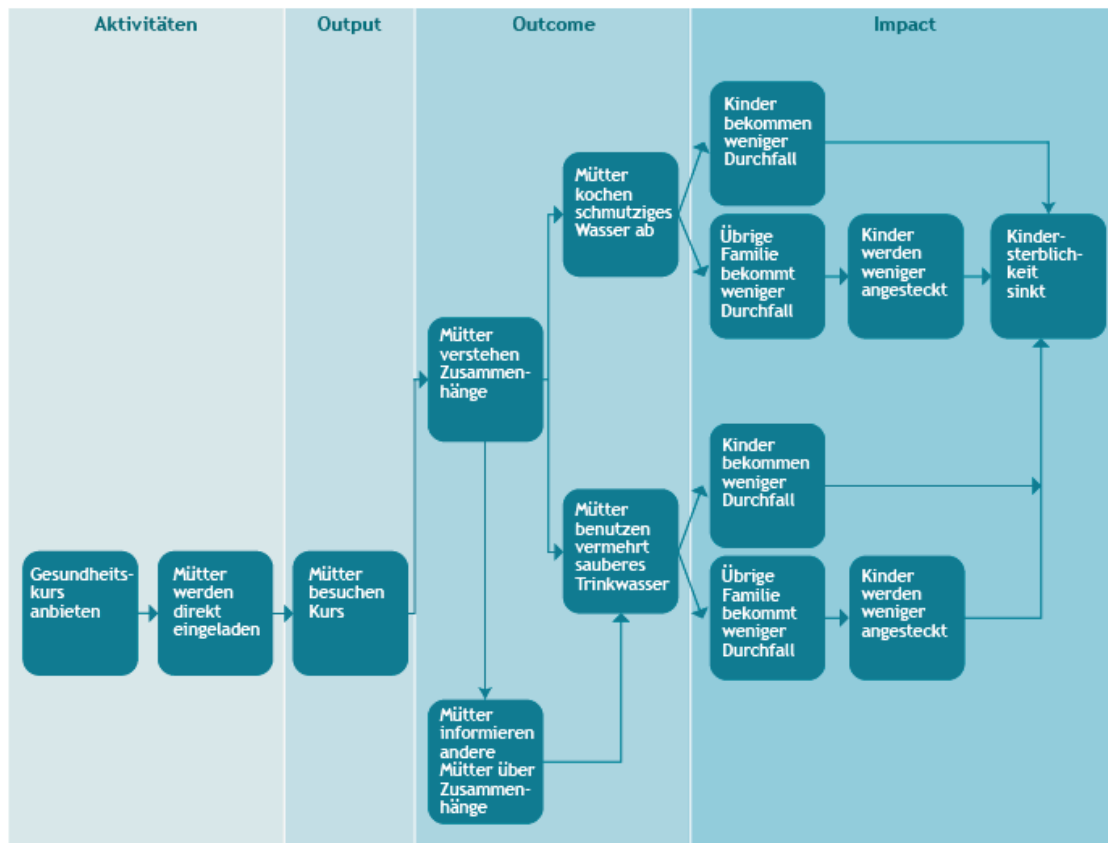 Aktivitäten
Output
Outcome
Impact
Gesundheits-
kurs
anbieten
Mütter
werden
direkt
eingeladen
Mütter
besuchen
Kurs
Mütter
verstehen
Zusammen-
hänge
Mütter
informieren
andere
Mütter über
Zusammen-
hänge
Mütter
kochen
schmutziges
Wasser ab
Mütter
benutzen
vermehrt
sauberes
Trinkwasser
Kinder
bekommen
weniger
Durchfall
Übrige
Familie
bekommt
weniger
Durchfall
Kinder
werden
weniger
angesteckt
Kinder-
sterblich-
keit
sinkt
Kinder
bekommen
weniger
Durchfall
Übrige
Familie
bekommt
weniger
Durchfall
Kinder
werden
weniger
angesteckt